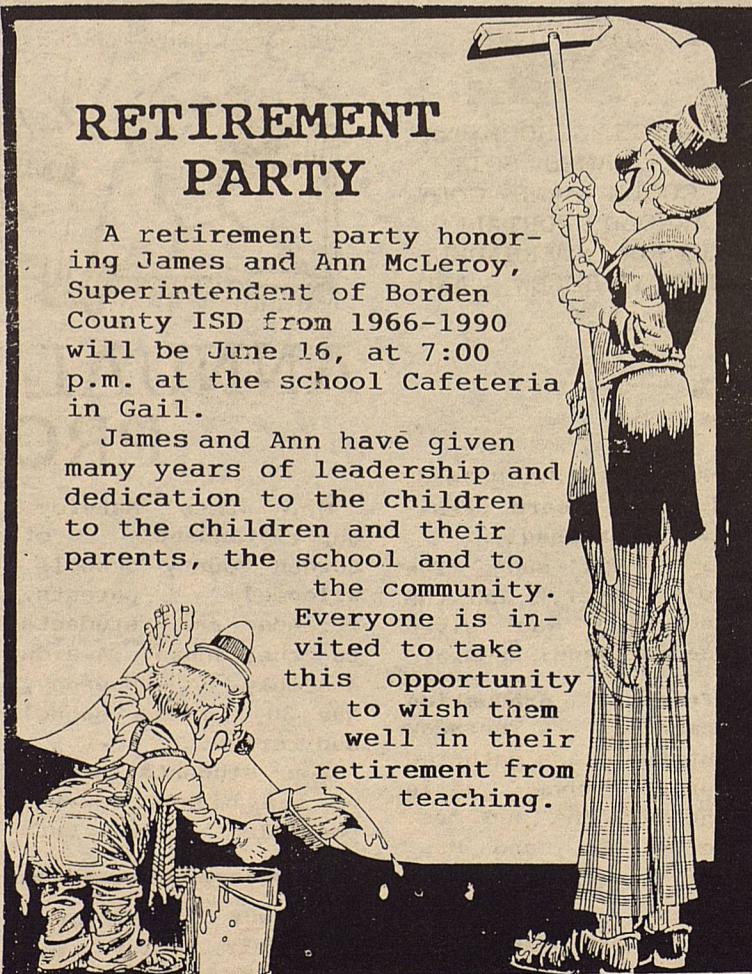 RETIREMENT
PARTY
A retirement party honor-
ing James and Ann McLeroy,
Superintendent of Borden
County ISD from 1966-1990
will be June 16, at 7:00
p.m. at the school Cafeteria
in Gail.
James and Ann have given
many years of leadership and
dedication to the children
to the children and their
parents, the school and to
the community.
Everyone is in-
vited to take
this opportunity
to wish them
well in their
retirement from
teaching.